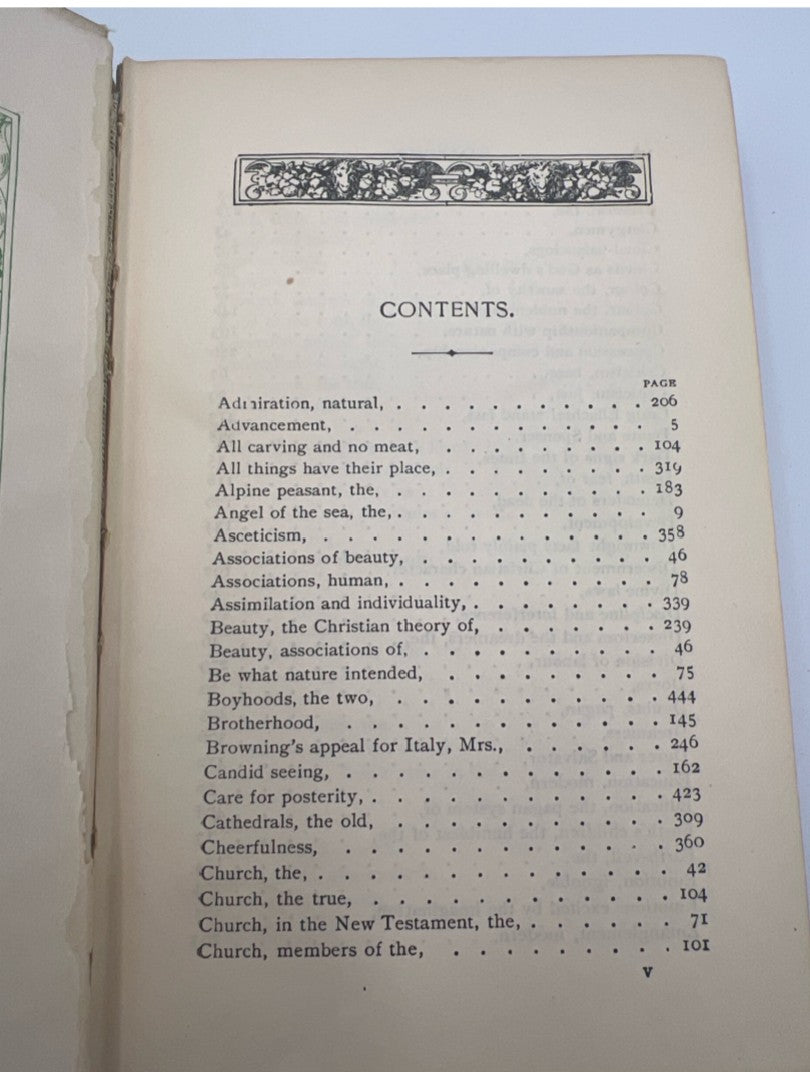 CONTENTS.
PAGE
Admiration, natural, . . . . . . . . . . . 206
Advancement, . . . . . . . . . . . . . 5
All carving and no meat, . . . . . . . . . 104
All things have their place, . . . . . . . . . 319
Alpine peasant, the, . . . . . . . . . . . 183
Angel of the sea, the, . . . . . . . . . . . 9
Asceticism, . . . . . . . . . . . . . . 358
Associations of beauty, . . . . . . . . . . 46
Associations, human, . . . . . . . . . . . 78
Assimilation and individuality, . . . . . . . . 339
Beauty, the Christian theory of, . . . . . . . 239
Beauty, associations of, . . . . . . . . . . 46
Be what nature intended, . . . . . . . . . 75
Boyhoods, the two, . . . . . . . . . . . 444
Brotherhood, . . . . . . . . . . . . . 145
Browning's appeal for Italy, Mrs., . . . . . . 246
Candid seeing, . . . . . . . . . . . . . 162
Care for posterity, . . . . . . . . . . . . 423
Cathedrals, the old, . . . . . . . . . . . 309
Cheerfulness, . . . . . . . . . . . . . 360
Church, the, . . . . . . . . . . . . . . 42
Church, the true, . . . . . . . . . . . . 104
Church, in the New Testament, the, . . . . . . 71
Church, members of the, . . . . . . . . . 101
V